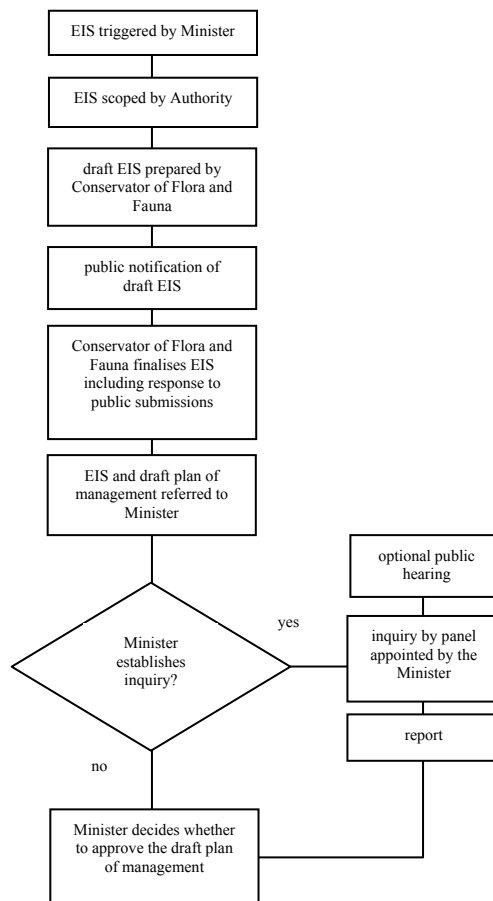 EIS triggered by Minister
EIS scoped by Authority
draft EIS prepared by
Conservator of Flora and
Fauna
public notification of
draft EIS
Conservator of Flora and
Fauna finalises EIS
including response to
public submissions
EIS and draft plan of
management referred to
Minister
optional public
hearing
yes
Minister
establishes
inquiry?
inquiry by panel
appointed by the
Minister
report
no
Minister decides whether
to approve the draft plan
of management